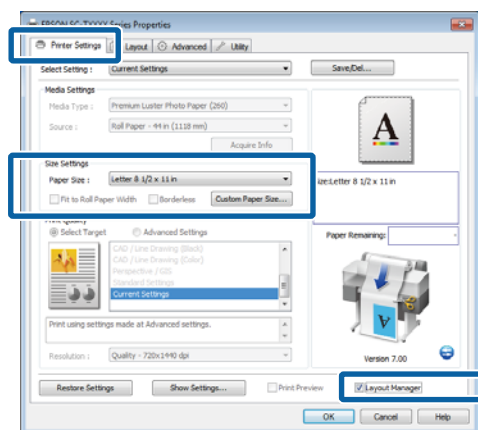 EPSON SC-TXXXX Series Properties
Printer Settings Layout Advanced Utility
Select Setting : Current Settings Save/Del...
Media Settings
Media Type : Premium Luster Photo Paper (260)
Source : Roll Paper - 44 in (1118 mm)
Acquire Info
Size Settings
Paper Size : Letter 8 1/2 x 11 in
Fit to Roll Paper Width Borderless Custom Paper Size...
A
ize:Letter 8 1/2 x 11 in
Print Quality
Select Target Advanced Settings
CAD / Line Drawing (Black)
CAD / Line Drawing (Color)
Perspective / GIS
Standard Settings
Current Settings
Print using settings made at Advanced settings.
Resolution : Quality - 720x1440 dpi
Paper Remaining:
A
Version 7.00
Restore Settings Show Settings... Print Preview Layout Manager
OK Cancel Help